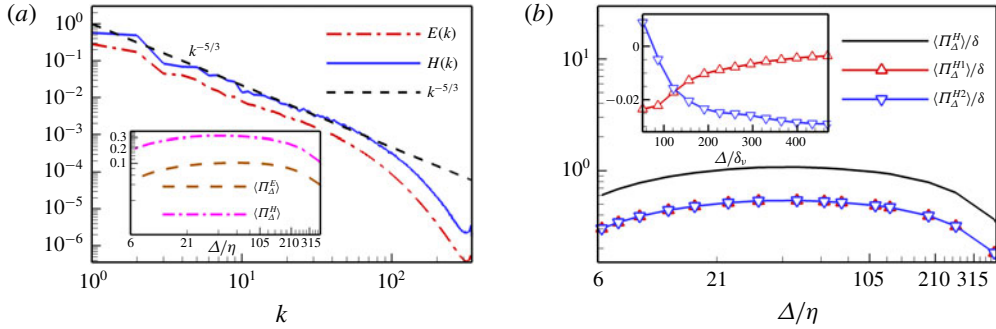 (a)
10^0
10^-1
10^-2
10^-3
10^-4
10^-5
10^-6
k^-5/3
E(k)
H(k)
k^-5/3
0.3
0.2
0.1
⟨Π_Δ^E⟩
⟨Π_Δ^H⟩
6 21 105 210 315
Δ/η
10^0 10^1 10^2
k
(b)
10^1
10^0
0
−0.02
100 200 300 400
Δ/δ_ν
⟨Π_Δ^H⟩/δ
⟨Π_Δ^H1⟩/δ
⟨Π_Δ^H2⟩/δ
6 21 105 210 315
Δ/η